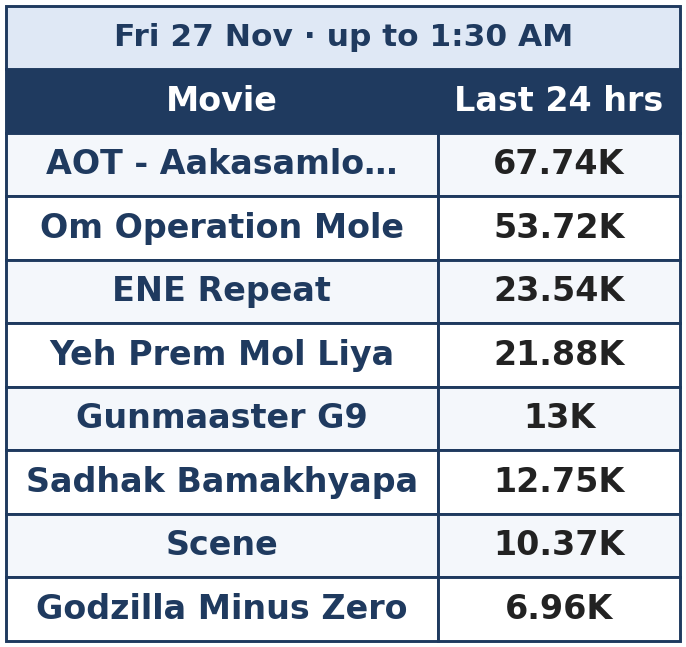 Fri 27 Nov · up to 1:30 AM
Movie Last 24 hrs
AOT - Aakasamlo... 67.74K
Om Operation Mole 53.72K
ENE Repeat 23.54K
Yeh Prem Mol Liya 21.88K
Gunmaaster G9 13K
Sadhak Bamakhyapa 12.75K
Scene 10.37K
Godzilla Minus Zero 6.96K